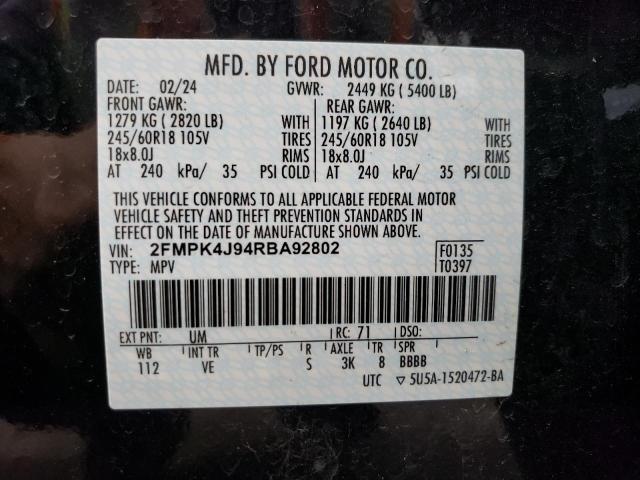 MFD. BY FORD MOTOR CO.
DATE: 02/24 GVWR: 2449 KG ( 5400 LB)
FRONT GAWR: REAR GAWR:
1279 KG ( 2820 LB) WITH 1197 KG ( 2640 LB) WITH
245/60R18 105V TIRES 245/60R18 105V TIRES
18x8.0J RIMS 18x8.0J RIMS
AT 240 kPa/ 35 PSI COLD AT 240 kPa/ 35 PSI COLD
THIS VEHICLE CONFORMS TO ALL APPLICABLE FEDERAL MOTOR
VEHICLE SAFETY AND THEFT PREVENTION STANDARDS IN
EFFECT ON THE DATE OF MANUFACTURE SHOWN ABOVE.
VIN: 2FMPK4J94RBA92802 F0135
TYPE: MPV T0397
EXT PNT: UM RC: 71 DSO:
WB INT TR TP/PS R AXLE TR SPR
112 VE S 3K 8 BBBB
UTC ▽ 5U5A-1520472-BA